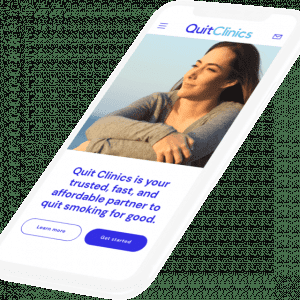 QuitClinics
Quit Clinics is your
trusted, fast, and
affordable partner to
quit smoking for good.
Learn more
Get started